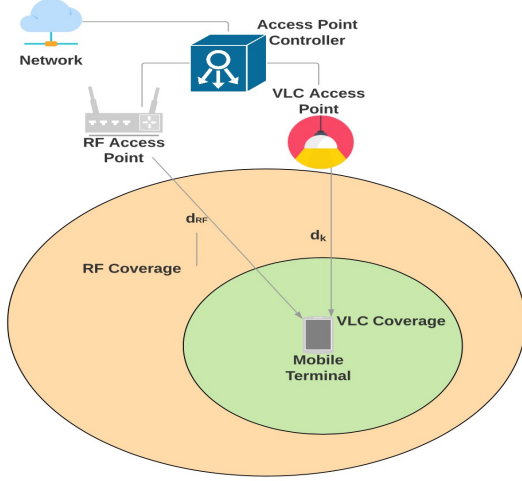 Access Point
Controller
Network
VLC Access
Point
RF Access
Point
dRF
dk
RF Coverage
VLC Coverage
Mobile
Terminal